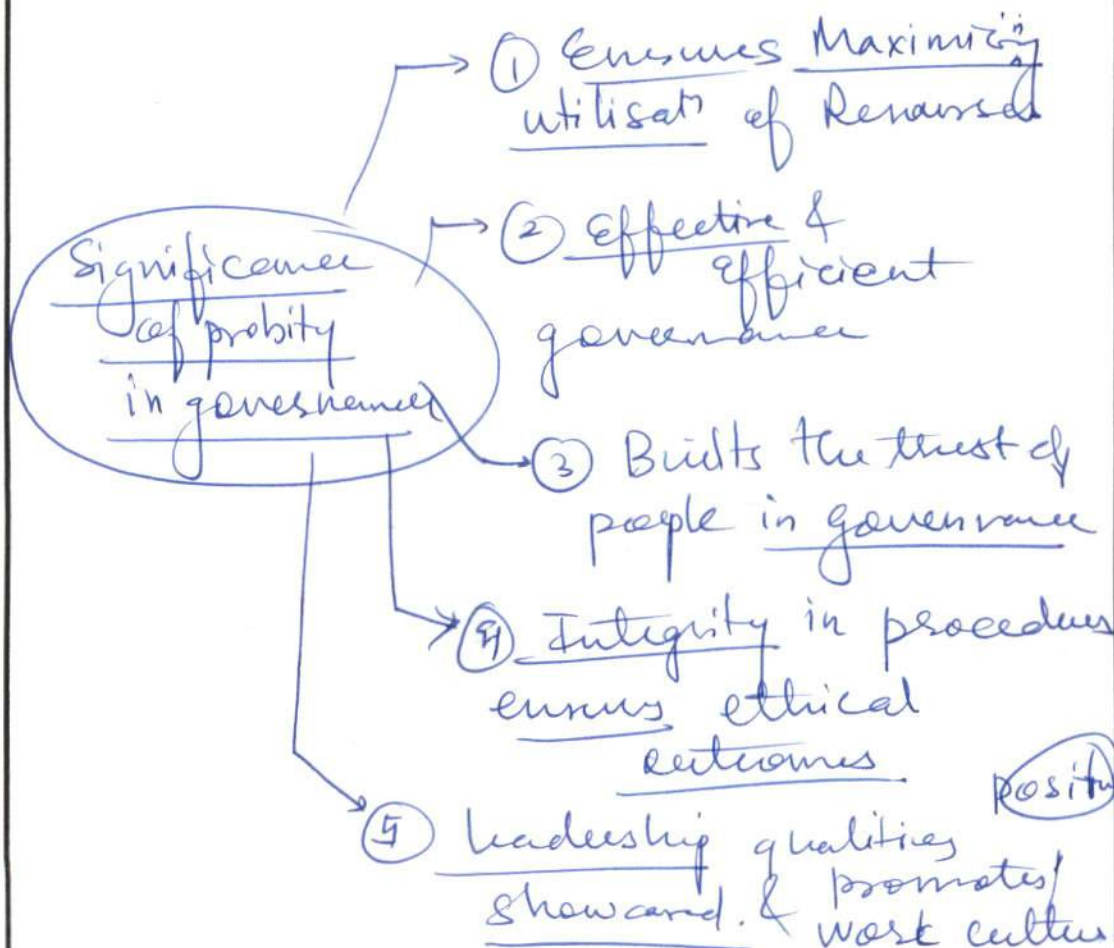 Significance
of probity
in governance
① Ensures Maximizing
utilisatn of Resources
② Effective &
Efficient
governance
③ Builts the trust of
people in governance
④ Integrity in procedures
ensures ethical
outcomes
⑤ Leadership qualities
showcased. & promotes/
positive
work culture